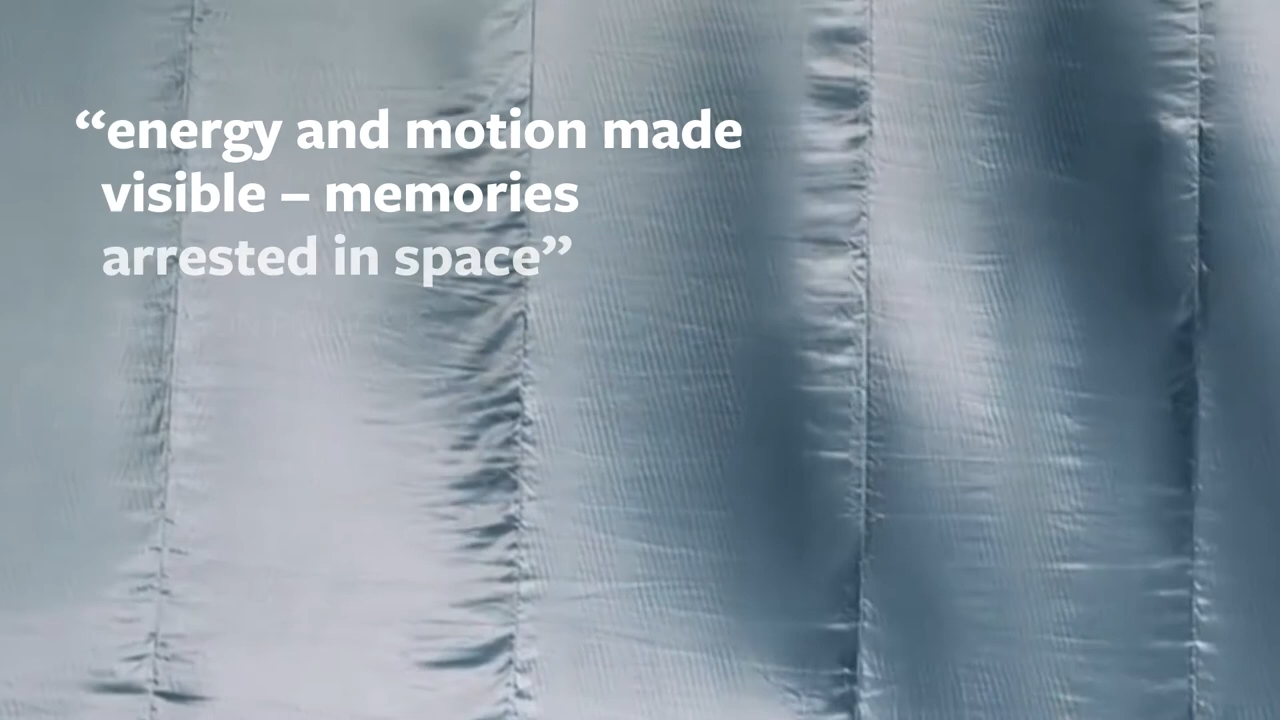 “energy and motion made
visible – memories
arrested in space”